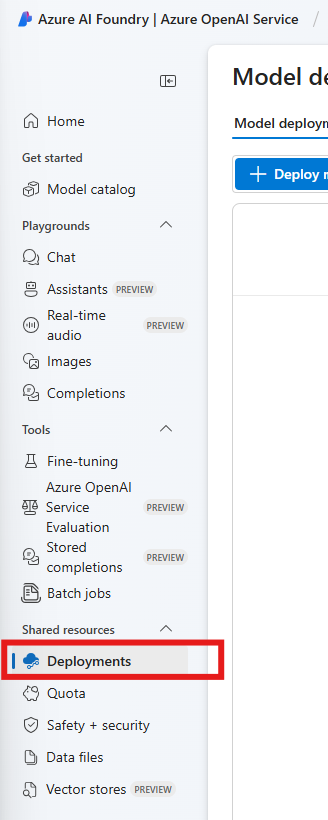 Azure AI Foundry | Azure OpenAI Service /
Model de
Home
Model deploym
Get started
Deploy m
Model catalog
Playgrounds
Chat
Assistants PREVIEW
Real-time
audio PREVIEW
Images
Completions
Tools
Fine-tuning
Azure OpenAI
Service PREVIEW
Evaluation
Stored
completions PREVIEW
Batch jobs
Shared resources
Deployments
Quota
Safety + security
Data files
Vector stores PREVIEW